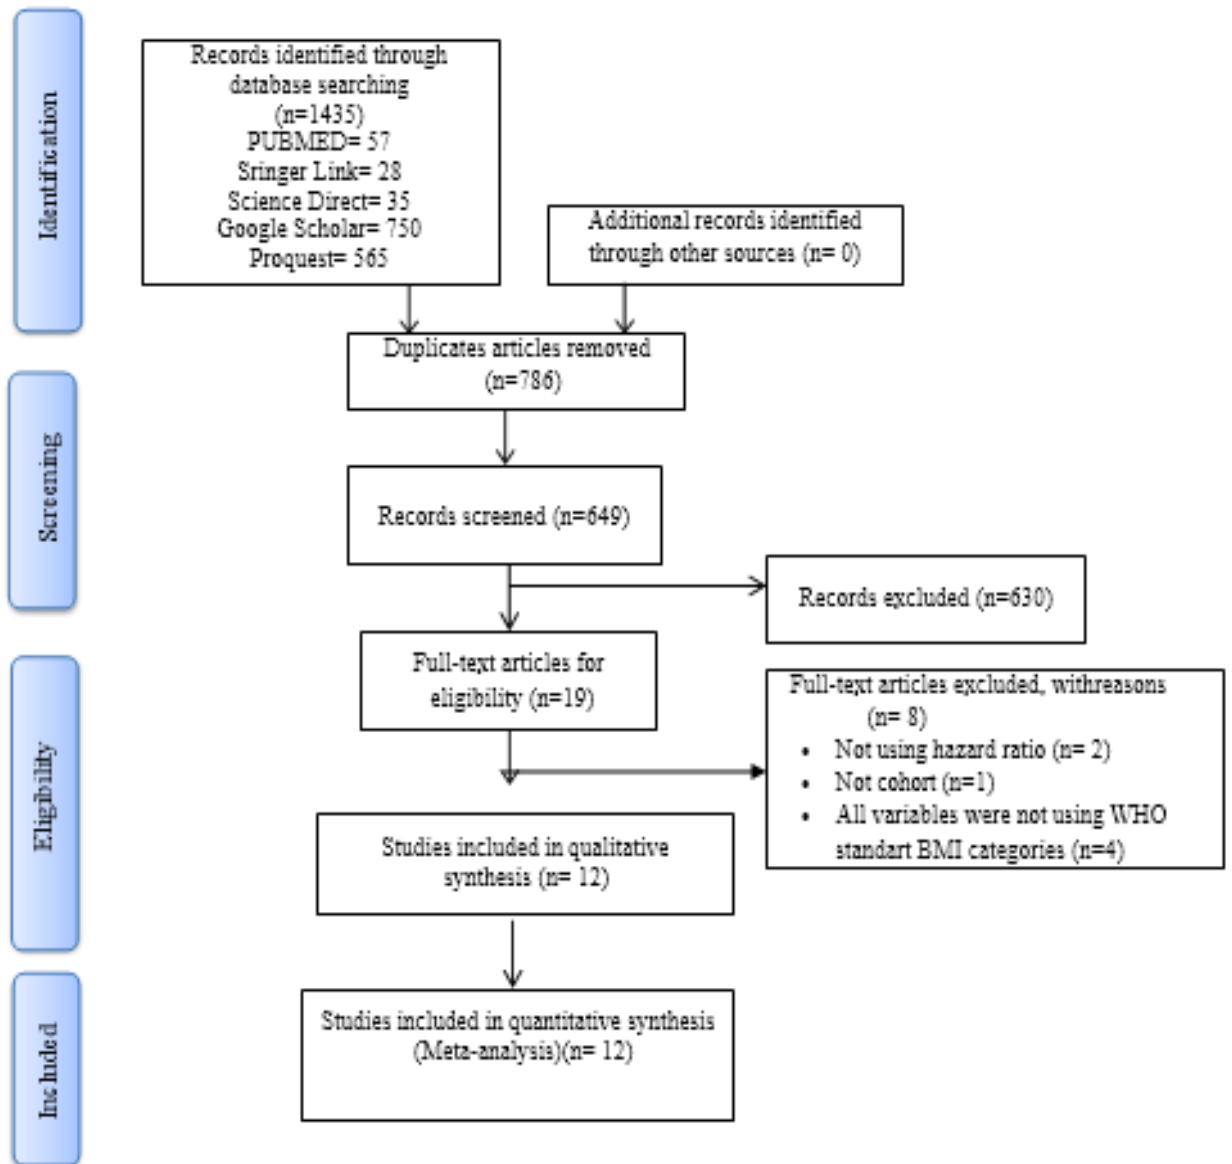 Identification
Records identified through
database searching
(n=1435)
PUBMED= 57
Sringer Link= 28
Science Direct= 35
Google Scholar= 750
Proquest= 565
Additional records identified
through other sources (n= 0)
Duplicates articles removed
(n=786)
Screening
Records screened (n=649)
Records excluded (n=630)
Eligibility
Full-text articles for
eligibility (n=19)
Full-text articles excluded, withreasons
(n= 8)
• Not using hazard ratio (n= 2)
• Not cohort (n=1)
• All variables were not using WHO
standart BMI categories (n=4)
Studies included in qualitative
synthesis (n= 12)
Included
Studies included in quantitative synthesis
(Meta-analysis)(n= 12)